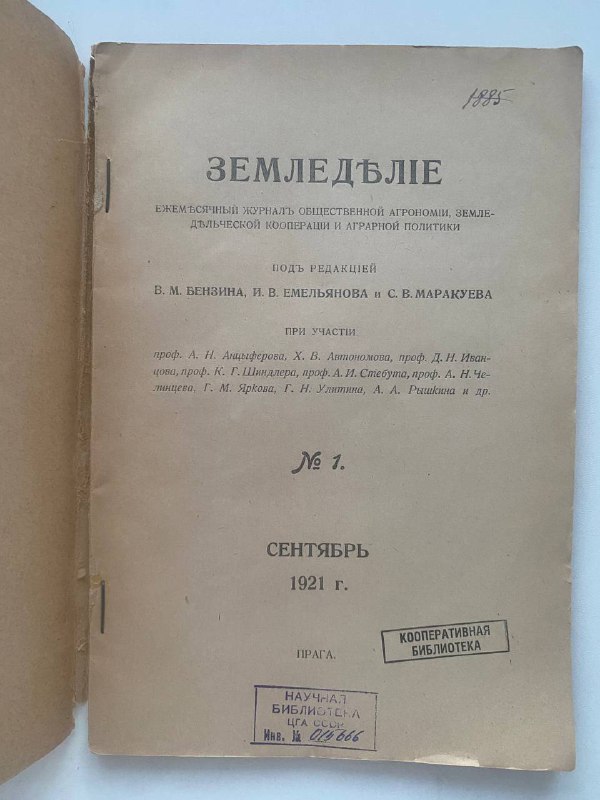 1885
ЗЕМЛЕДѢЛІЕ
ЕЖЕМѢСЯЧНЫЙ ЖУРНАЛЪ ОБЩЕСТВЕННОЙ АГРОНОМІИ, ЗЕМЛЕ-
ДѢЛЬЧЕСКОЙ КООПЕРАЦІИ И АГРАРНОЙ ПОЛИТИКИ
ПОДЪ РЕДАКЦІЕЙ
В. М. БЕНЗИНА, И. В. ЕМЕЛЬЯНОВА и С. В. МАРАКУЕВА
ПРИ УЧАСТІИ
проф. А. Н. Анцыферова, Х. В. Автономова, проф. Д. Н. Иван-
цова, проф. К. Г. Шиндлера, проф. А. И. Стебута, проф. А. Н. Че-
линцева, Г. М. Яркова, Г. Н. Улитина, А. А. Рышкина и др.
№ 1.
СЕНТЯБРЬ
1921 г.
КООПЕРАТИВНАЯ
БИБЛИОТЕКА
ПРАГА.
НАУЧНАЯ
БИБЛИОТЕКА
ЦГА СССР
Инв. №